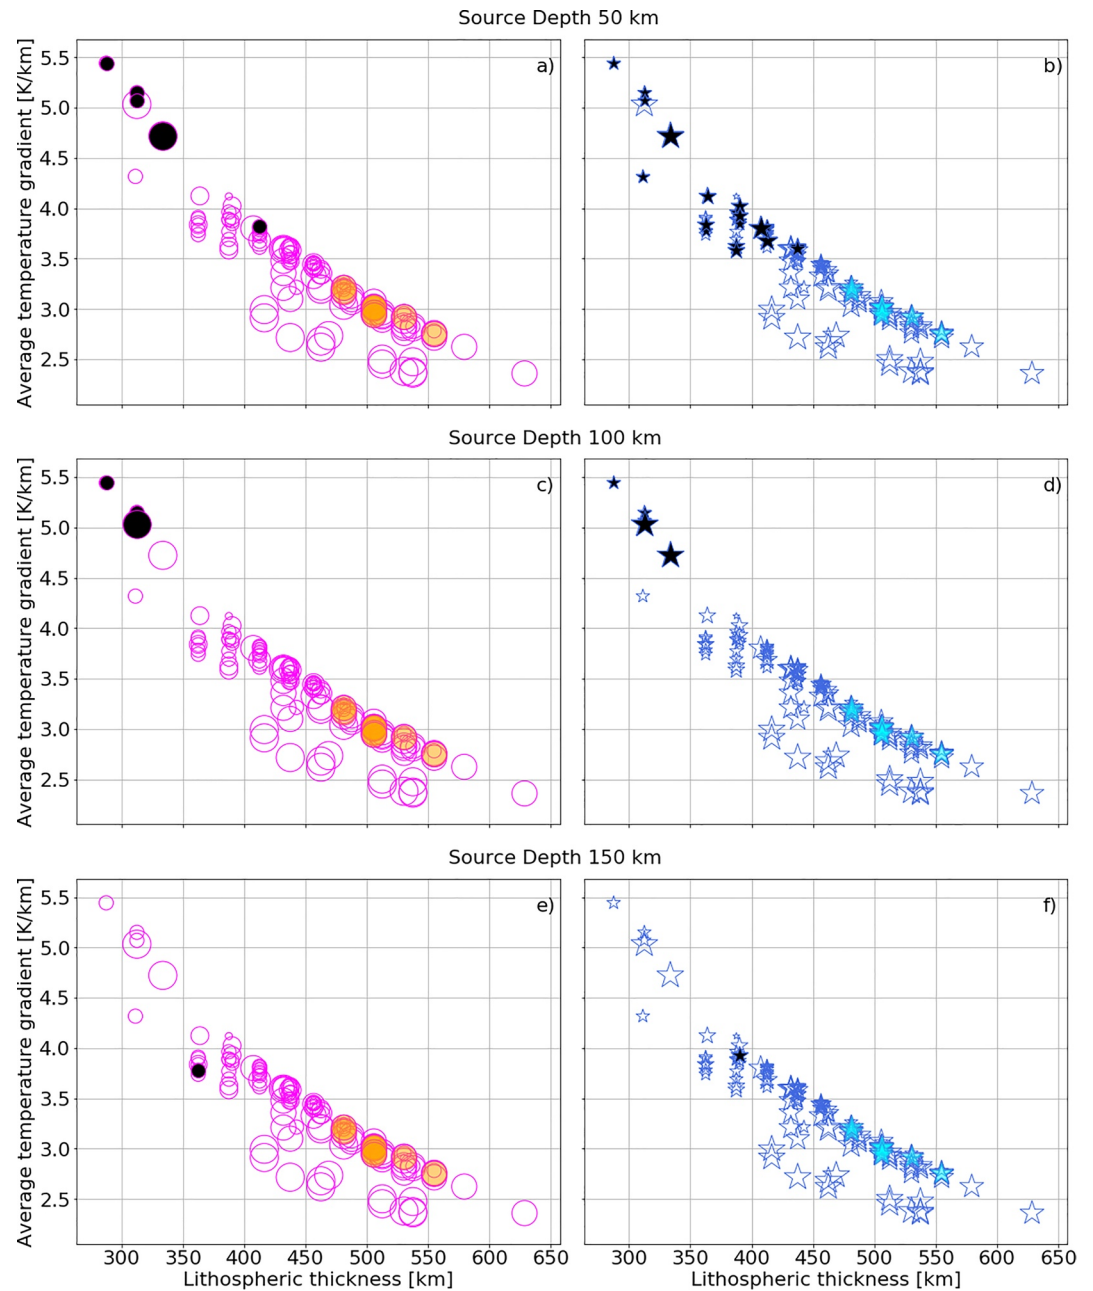 Source Depth 50 km
a)
b)
5.5
5.0
4.5
4.0
3.5
3.0
2.5
Average temperature gradient [K/km]
Source Depth 100 km
c)
d)
5.5
5.0
4.5
4.0
3.5
3.0
2.5
Average temperature gradient [K/km]
Source Depth 150 km
e)
f)
5.5
5.0
4.5
4.0
3.5
3.0
2.5
Average temperature gradient [K/km]
300 350 400 450 500 550 600 650
300 350 400 450 500 550 600 650
Lithospheric thickness [km]
Lithospheric thickness [km]